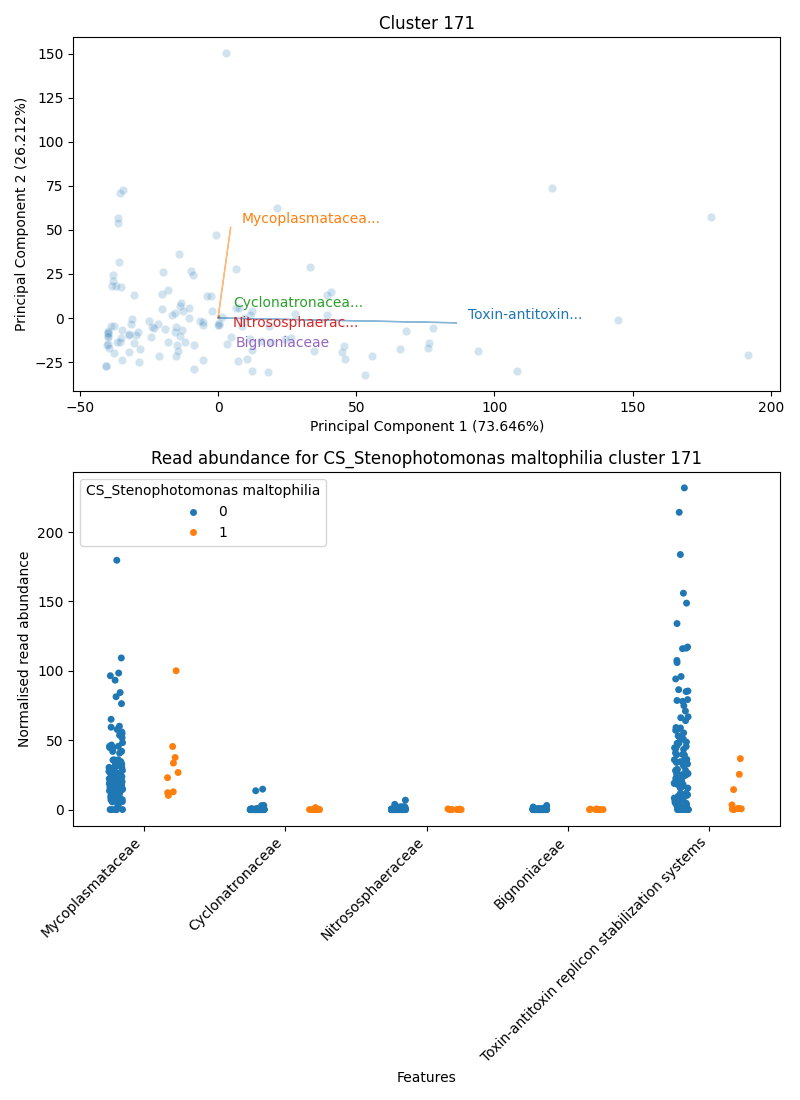 Cluster 171
Principal Component 2 (26.212%)
150
125
100
75
50
25
0
−25
Mycoplasmatacea...
Cyclonatronacea...
Nitrososphaerac...
Bignoniaceae
Toxin-antitoxin...
−50
0
50
100
150
200
Principal Component 1 (73.646%)
Read abundance for CS_Stenophotomonas maltophilia cluster 171
CS_Stenophotomonas maltophilia
0
1
Normalised read abundance
200
150
100
50
0
Mycoplasmataceae
Cyclonatronaceae
Nitrososphaeraceae
Bignoniaceae
Toxin-antitoxin replicon stabilization systems
Features